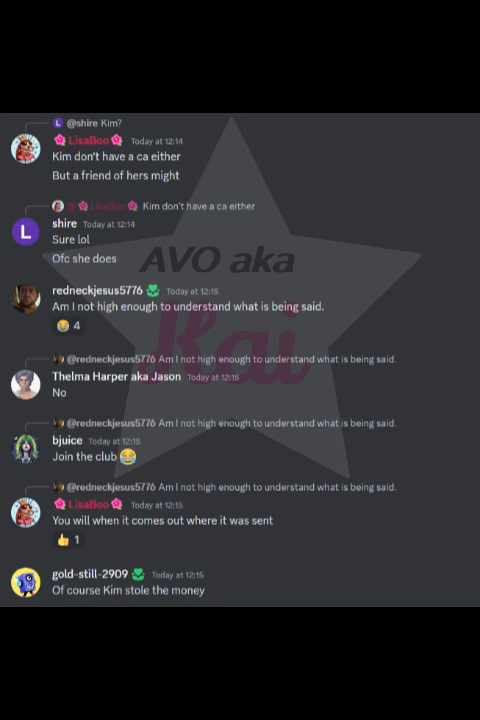 @shire Kim?
LisaBoo Today at 12:14
Kim don't have a ca either
But a friend of hers might
@LisaBoo Kim don't have a ca either
L shire Today at 12:14
Sure lol
Ofc she does
AVO aka
Kai
redneckjesus5776 Today at 12:15
Am I not high enough to understand what is being said.
😂 4
@redneckjesus5776 Am I not high enough to understand what is being said.
Thelma Harper aka Jason Today at 12:15
No
@redneckjesus5776 Am I not high enough to understand what is being said.
bjuice Today at 12:15
Join the club 😂
@redneckjesus5776 Am I not high enough to understand what is being said.
LisaBoo Today at 12:15
You will when it comes out where it was sent
👍 1
gold-still-2909 Today at 12:15
Of course Kim stole the money